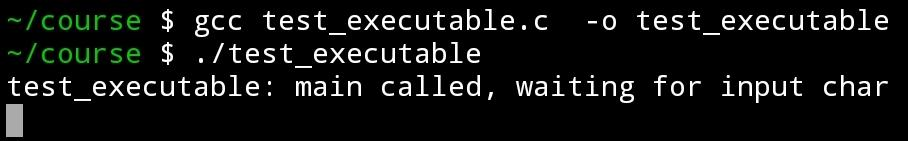 ~/course $ gcc test_executable.c  -o test_executable
~/course $ ./test_executable
test_executable: main called, waiting for input char